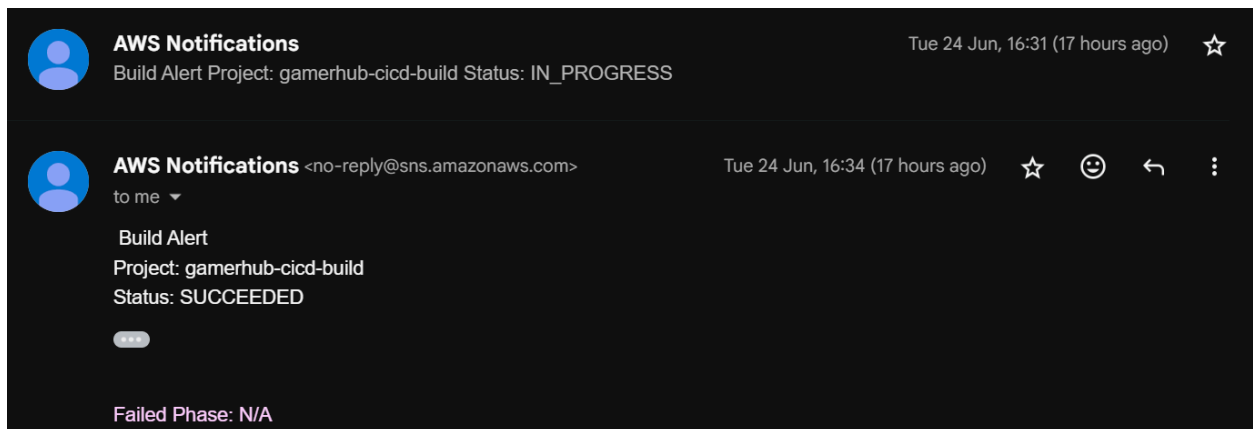 AWS Notifications Tue 24 Jun, 16:31 (17 hours ago)
Build Alert Project: gamerhub-cicd-build Status: IN_PROGRESS
AWS Notifications <no-reply@sns.amazonaws.com> Tue 24 Jun, 16:34 (17 hours ago)
to me
Build Alert
Project: gamerhub-cicd-build
Status: SUCCEEDED
Failed Phase: N/A